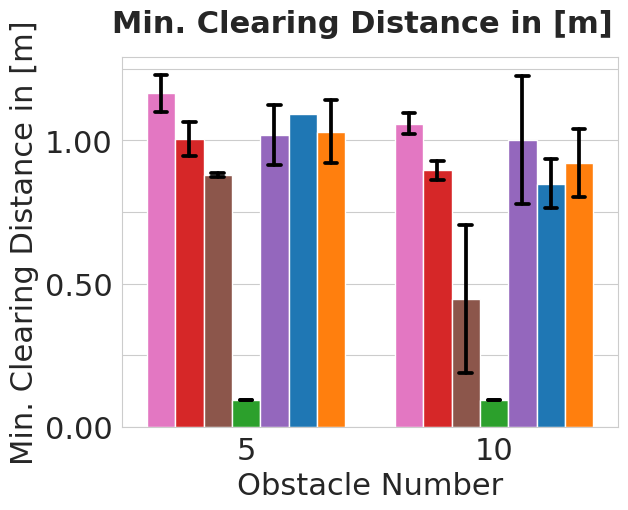 Min. Clearing Distance in [m]
Min. Clearing Distance in [m]
1.00
0.50
0.00
5
10
Obstacle Number